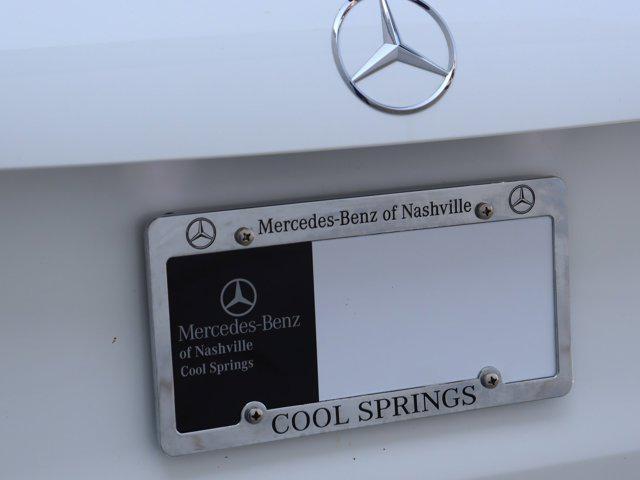 Mercedes-Benz of Nashville
Mercedes-Benz
of Nashville
Cool Springs
COOL SPRINGS